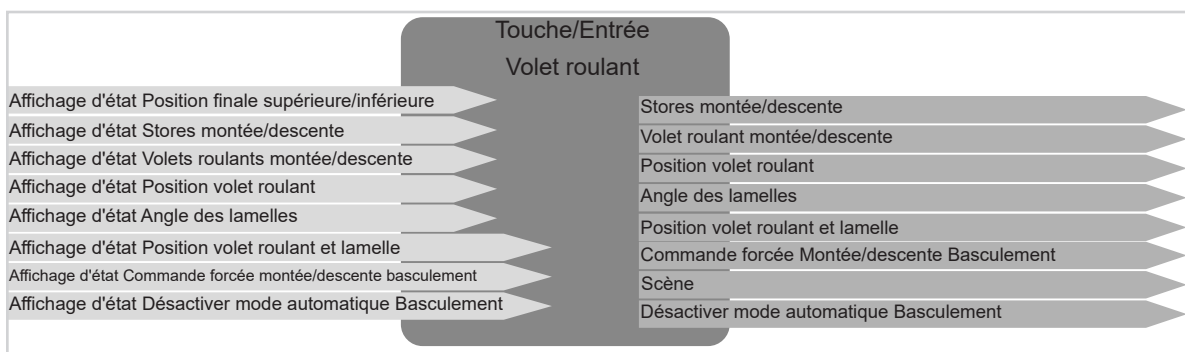 Touche/Entrée
Volet roulant
Affichage d'état Position finale supérieure/inférieure
Affichage d'état Stores montée/descente
Affichage d'état Volets roulants montée/descente
Affichage d'état Position volet roulant
Affichage d'état Angle des lamelles
Affichage d'état Position volet roulant et lamelle
Affichage d'état Commande forcée montée/descente basculement
Affichage d'état Désactiver mode automatique Basculement
Stores montée/descente
Volet roulant montée/descente
Position volet roulant
Angle des lamelles
Position volet roulant et lamelle
Commande forcée Montée/descente Basculement
Scène
Désactiver mode automatique Basculement